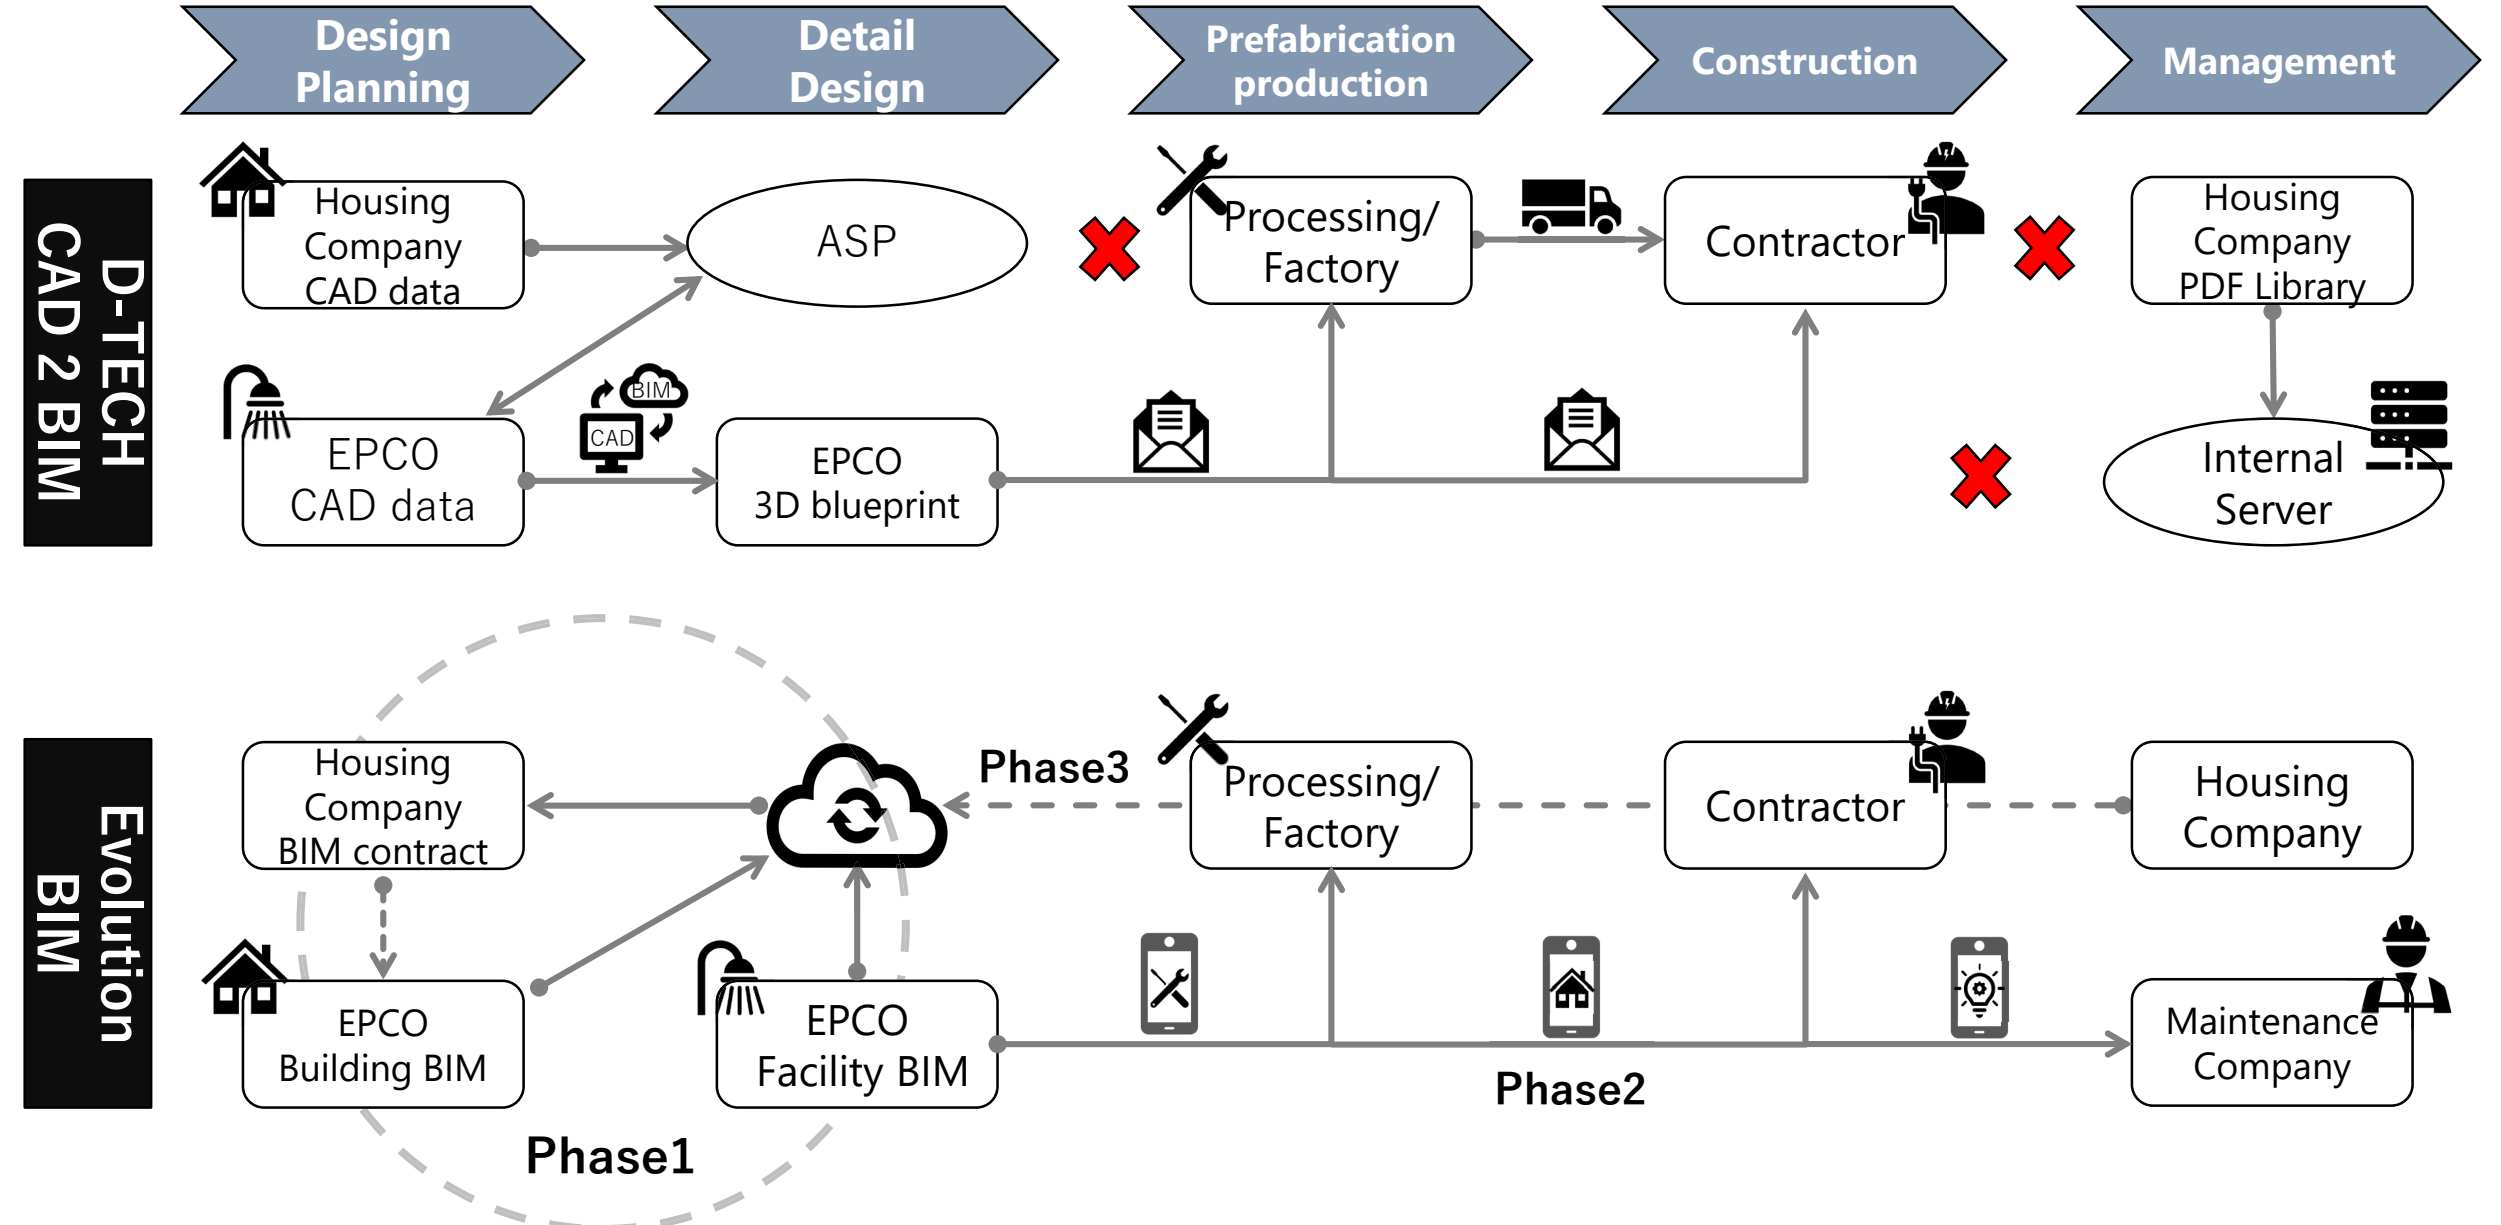 Design
Planning
Detail
Design
Prefabrication
production
Construction
Management
D-TECH
CAD 2 BIM
Housing
Company
CAD data
ASP
Processing/
Factory
Contractor
Housing
Company
PDF Library
EPCO
CAD data
BIM
CAD
EPCO
3D blueprint
Internal
Server
Evolution
BIM
Housing
Company
BIM contract
Phase3
Processing/
Factory
Contractor
Housing
Company
EPCO
Building BIM
EPCO
Facility BIM
Maintenance
Company
Phase2
Phase1